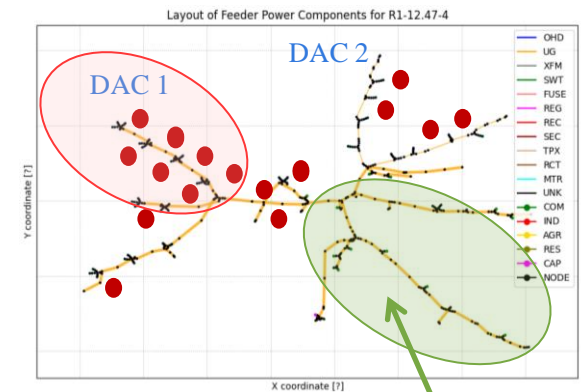 Layout of Feeder Power Components for R1-12.47-4
DAC 1
DAC 2
OHD
UG
XFM
SWT
FUSE
REG
REC
SEC
TPX
RCT
MTR
UNK
COM
IND
AGR
RES
CAP
NODE
Y coordinate [?]
X coordinate [?]